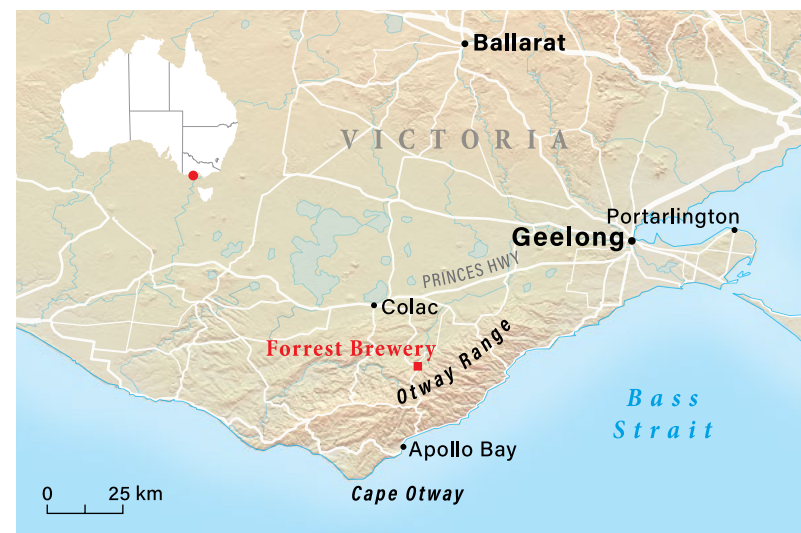 Ballarat
VICTORIA
Portarlington
Geelong
PRINCES HWY
Colac
Forrest Brewery
Otway Range
Bass
Strait
Apollo Bay
Cape Otway
0 25 km